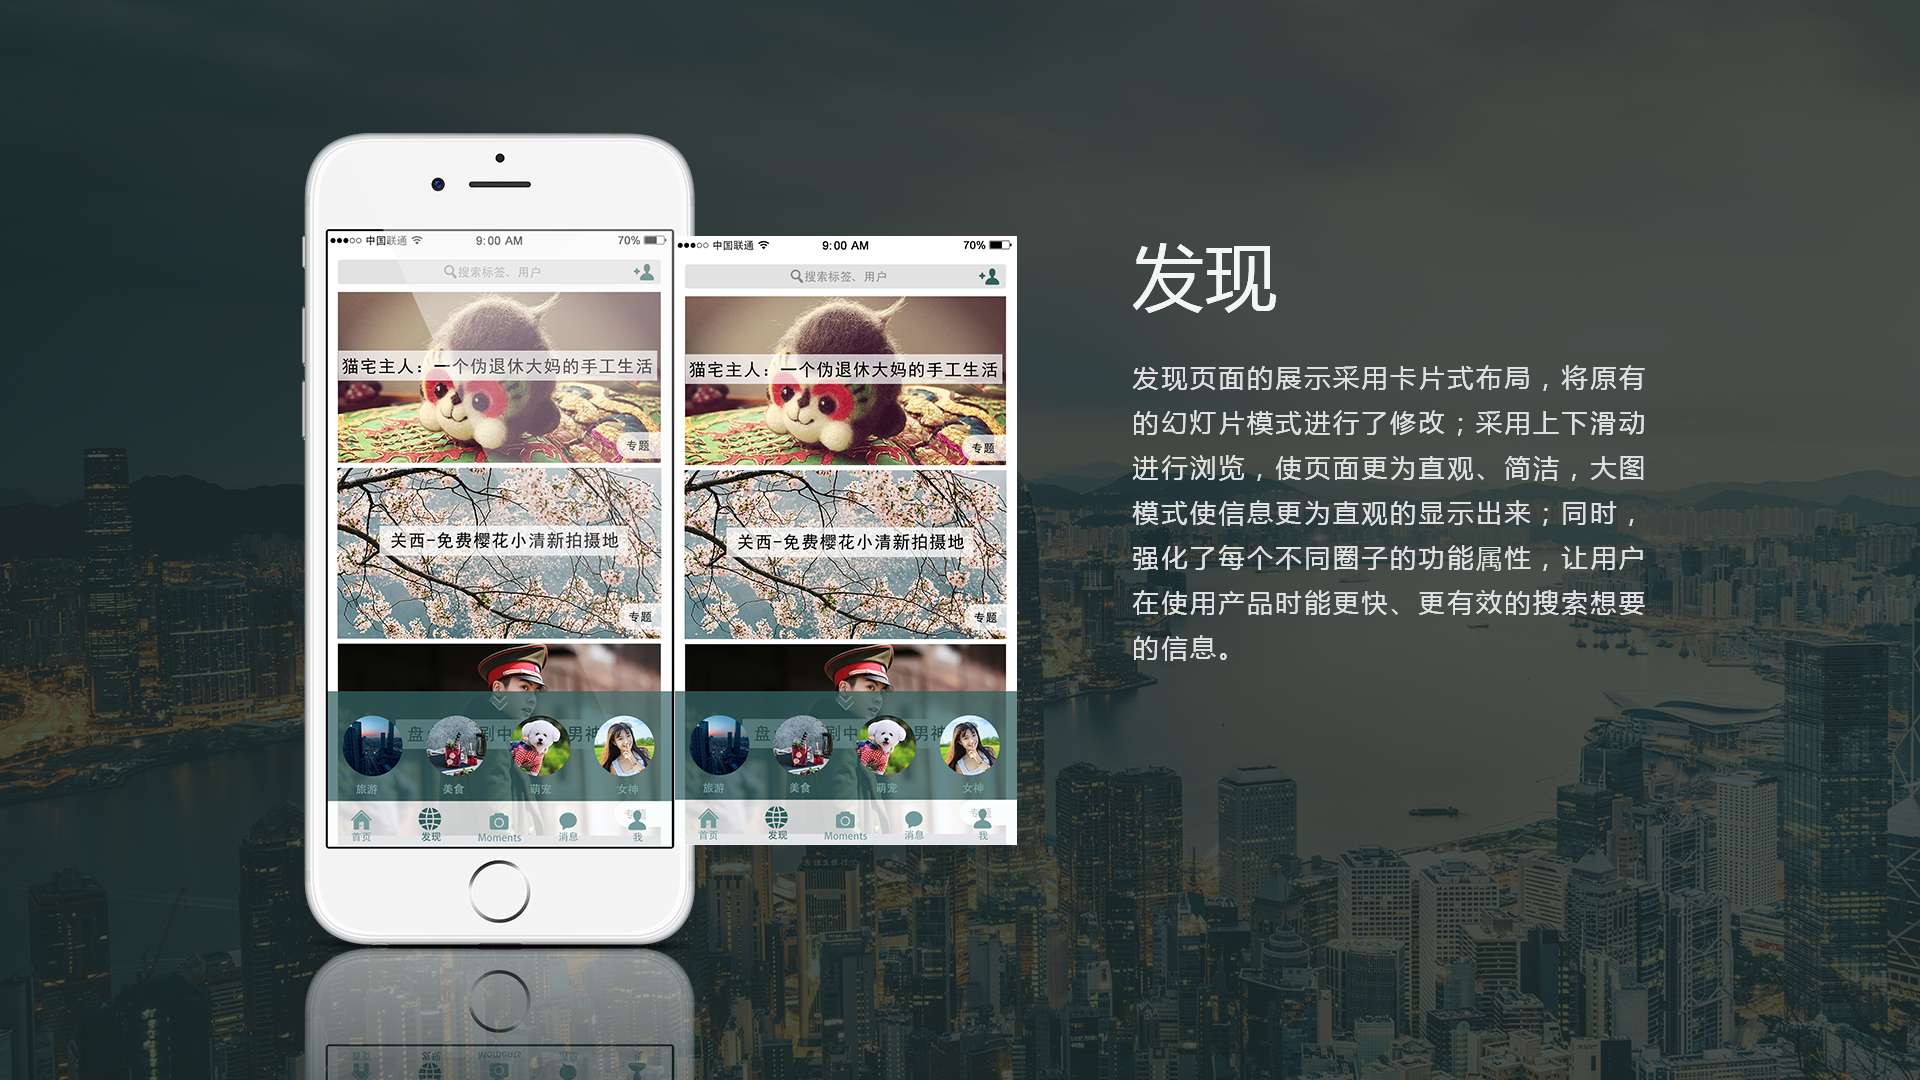 中国联通
9:00 AM
70%
搜索标签、用户
猫宅主人：一个伪退休大妈的手工生活
专题
关西-免费樱花小清新拍摄地
专题
盘
到中
男神
旅游
美食
萌宠
女神
专题
首页
发现
Moments
消息
我
中国联通
9:00 AM
70%
搜索标签、用户
猫宅主人：一个伪退休大妈的手工生活
专题
关西-免费樱花小清新拍摄地
专题
盘
到中
男神
旅游
美食
萌宠
女神
专题
首页
发现
Moments
消息
我
发现
发现页面的展示采用卡片式布局，将原有
的幻灯片模式进行了修改；采用上下滑动
进行浏览，使页面更为直观、简洁，大图
模式使信息更为直观的显示出来；同时，
强化了每个不同圈子的功能属性，让用户
在使用产品时能更快、更有效的搜索想要
的信息。